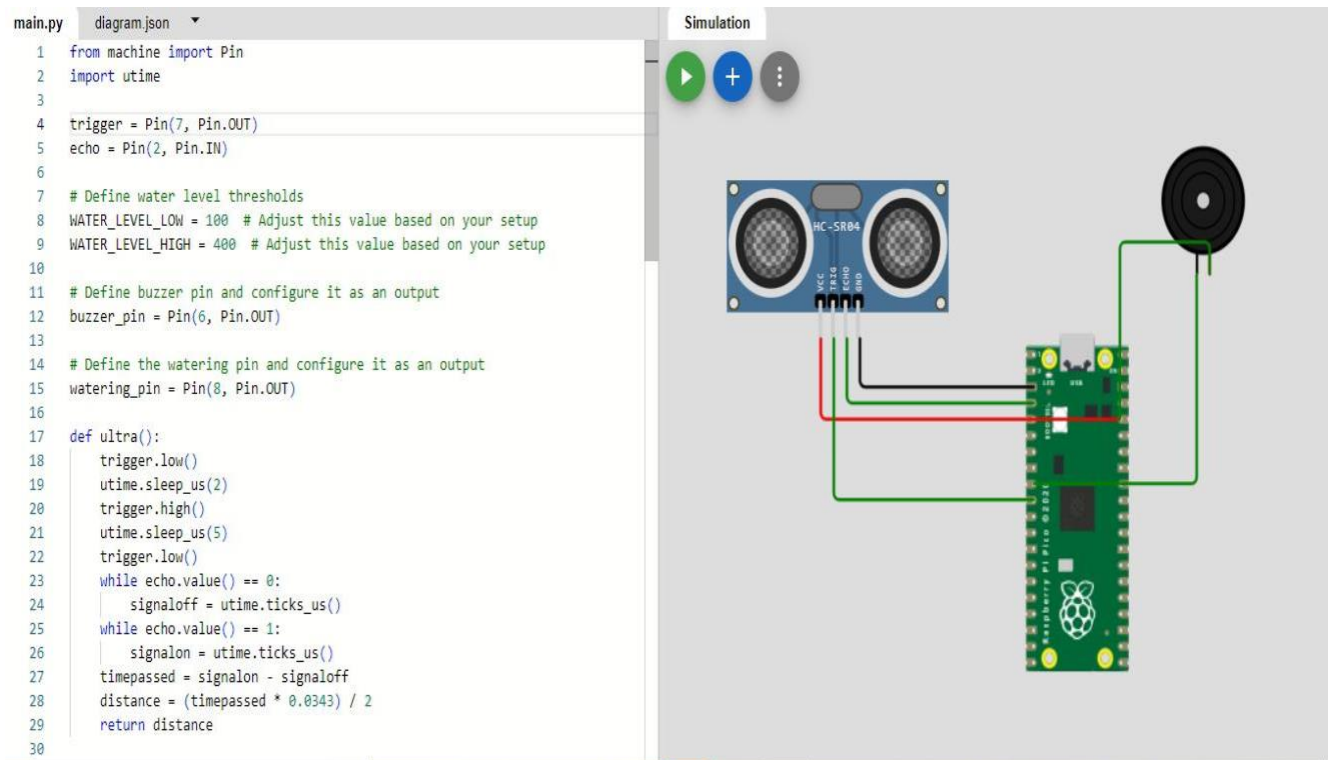 main.py diagram.json
1 from machine import Pin
2 import utime
3
4 trigger = Pin(7, Pin.OUT)
5 echo = Pin(2, Pin.IN)
6
7 # Define water level thresholds
8 WATER_LEVEL_LOW = 100  # Adjust this value based on your setup
9 WATER_LEVEL_HIGH = 400  # Adjust this value based on your setup
10
11 # Define buzzer pin and configure it as an output
12 buzzer_pin = Pin(6, Pin.OUT)
13
14 # Define the watering pin and configure it as an output
15 watering_pin = Pin(8, Pin.OUT)
16
17 def ultra():
18     trigger.low()
19     utime.sleep_us(2)
20     trigger.high()
21     utime.sleep_us(5)
22     trigger.low()
23     while echo.value() == 0:
24         signaloff = utime.ticks_us()
25     while echo.value() == 1:
26         signalon = utime.ticks_us()
27     timepassed = signalon - signaloff
28     distance = (timepassed * 0.0343) / 2
29     return distance
30
Simulation
HC-SR04
VCC
TRIG
ECHO
GND
LED
USB
BOOTSEL
Raspberry Pi Pico ©2020